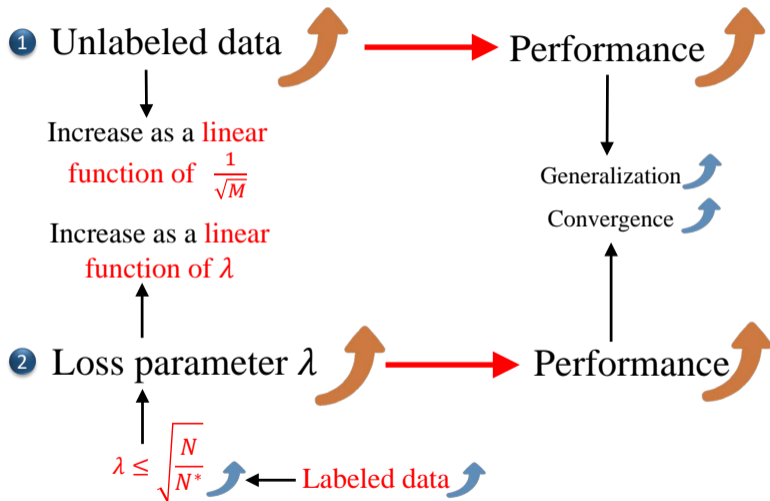 1 Unlabeled data
Performance
Increase as a linear
function of 1/√M
Generalization
Convergence
Increase as a linear
function of λ
2 Loss parameter λ
Performance
λ ≤ √(N/N*)
Labeled data